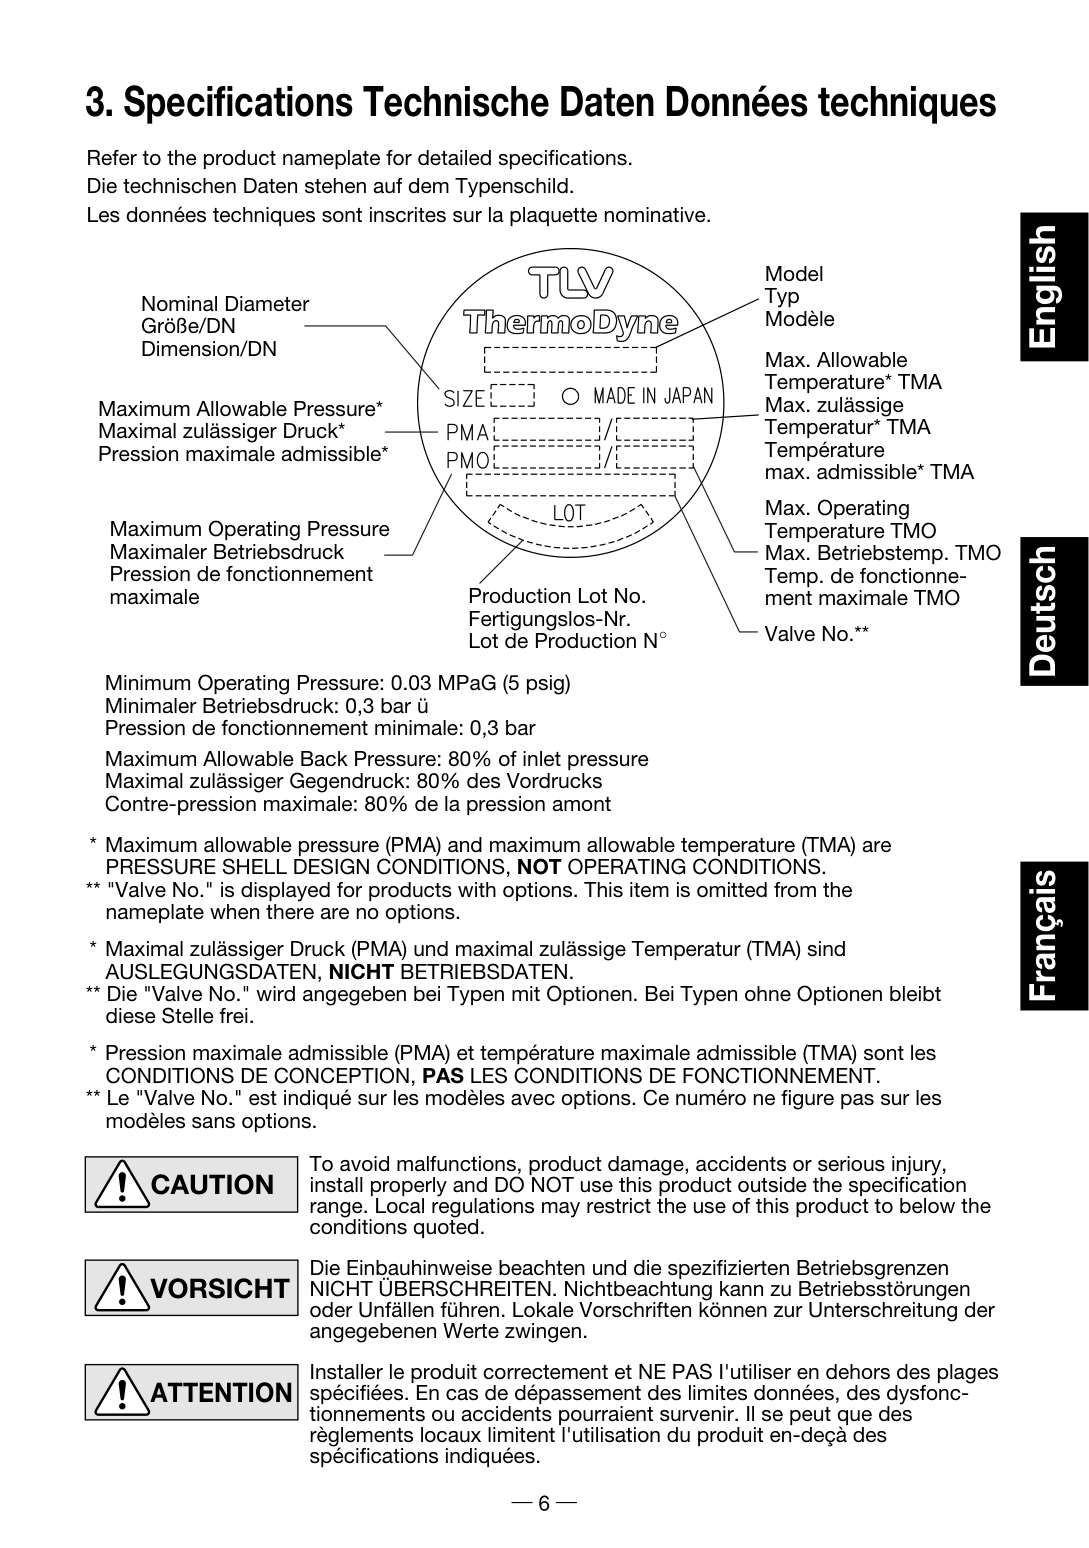 3. Specifications Technische Daten Données techniques
Refer to the product nameplate for detailed specifications.
Die technischen Daten stehen auf dem Typenschild.
Les données techniques sont inscrites sur la plaquette nominative.
English
Deutsch
Français
Nominal Diameter
Größe/DN
Dimension/DN
Maximum Allowable Pressure*
Maximal zulässiger Druck*
Pression maximale admissible*
Maximum Operating Pressure
Maximaler Betriebsdruck
Pression de fonctionnement
maximale
TLV
ThermoDyne
SIZE MADE IN JAPAN
PMA /
PMO /
LOT
Production Lot No.
Fertigungslos-Nr.
Lot de Production N○
Model
Typ
Modèle
Max. Allowable
Temperature* TMA
Max. zulässige
Temperatur* TMA
Température
max. admissible* TMA
Max. Operating
Temperature TMO
Max. Betriebstemp. TMO
Temp. de fonctionne-
ment maximale TMO
Valve No.**
Minimum Operating Pressure: 0.03 MPaG (5 psig)
Minimaler Betriebsdruck: 0,3 bar ü
Pression de fonctionnement minimale: 0,3 bar
Maximum Allowable Back Pressure: 80% of inlet pressure
Maximal zulässiger Gegendruck: 80% des Vordrucks
Contre-pression maximale: 80% de la pression amont
* Maximum allowable pressure (PMA) and maximum allowable temperature (TMA) are
PRESSURE SHELL DESIGN CONDITIONS, NOT OPERATING CONDITIONS.
** "Valve No." is displayed for products with options. This item is omitted from the
nameplate when there are no options.
* Maximal zulässiger Druck (PMA) und maximal zulässige Temperatur (TMA) sind
AUSLEGUNGSDATEN, NICHT BETRIEBSDATEN.
** Die "Valve No." wird angegeben bei Typen mit Optionen. Bei Typen ohne Optionen bleibt
diese Stelle frei.
* Pression maximale admissible (PMA) et température maximale admissible (TMA) sont les
CONDITIONS DE CONCEPTION, PAS LES CONDITIONS DE FONCTIONNEMENT.
** Le "Valve No." est indiqué sur les modèles avec options. Ce numéro ne figure pas sur les
modèles sans options.
CAUTION
To avoid malfunctions, product damage, accidents or serious injury,
install properly and DO NOT use this product outside the specification
range. Local regulations may restrict the use of this product to below the
conditions quoted.
VORSICHT
Die Einbauhinweise beachten und die spezifizierten Betriebsgrenzen
NICHT ÜBERSCHREITEN. Nichtbeachtung kann zu Betriebsstörungen
oder Unfällen führen. Lokale Vorschriften können zur Unterschreitung der
angegebenen Werte zwingen.
ATTENTION
Installer le produit correctement et NE PAS l'utiliser en dehors des plages
spécifiées. En cas de dépassement des limites données, des dysfonc-
tionnements ou accidents pourraient survenir. Il se peut que des
règlements locaux limitent l'utilisation du produit en-deçà des
spécifications indiquées.
— 6 —